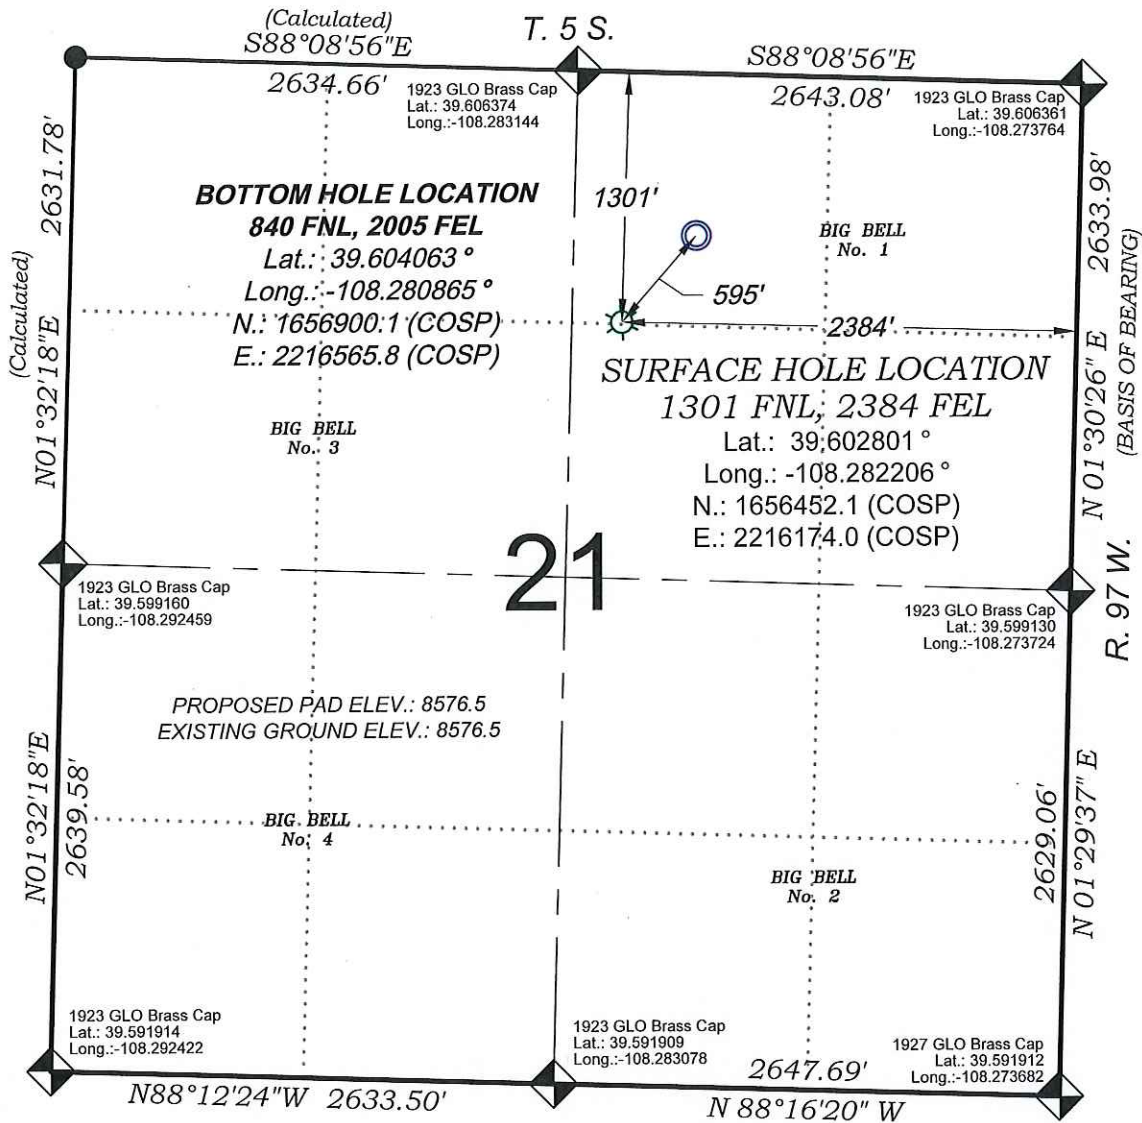 (Calculated)
S88°08'56"E
T. 5 S.
S88°08'56"E
2634.66'
1923 GLO Brass Cap
Lat.: 39.606374
Long.:-108.283144
2643.08'
1923 GLO Brass Cap
Lat.: 39.606361
Long.:-108.273764
2631.78'
(Calculated)
N01°32'18"E
BOTTOM HOLE LOCATION
840 FNL, 2005 FEL
Lat.: 39.604063°
Long.: -108.280865°
N.: 1656900.1 (COSP)
E.: 2216565.8 (COSP)
1301'
BIG BELL
No. 1
595'
2384'
2633.98'
N 01°30'26" E
(BASIS OF BEARING)
SURFACE HOLE LOCATION
1301 FNL, 2384 FEL
Lat.: 39.602801°
Long.: -108.282206°
N.: 1656452.1 (COSP)
E.: 2216174.0 (COSP)
BIG BELL
No. 3
21
R. 97 W.
1923 GLO Brass Cap
Lat.: 39.599160
Long.:-108.292459
1923 GLO Brass Cap
Lat.: 39.599130
Long.:-108.273724
PROPOSED PAD ELEV.: 8576.5
EXISTING GROUND ELEV.: 8576.5
N01°32'18"E
2639.58'
BIG BELL
No. 4
BIG BELL
No. 2
2629.06'
N 01°29'37" E
1923 GLO Brass Cap
Lat.: 39.591914
Long.:-108.292422
1923 GLO Brass Cap
Lat.: 39.591909
Long.:-108.283078
1927 GLO Brass Cap
Lat.: 39.591912
Long.:-108.273682
N88°12'24"W 2633.50'
2647.69'
N 88°16'20" W